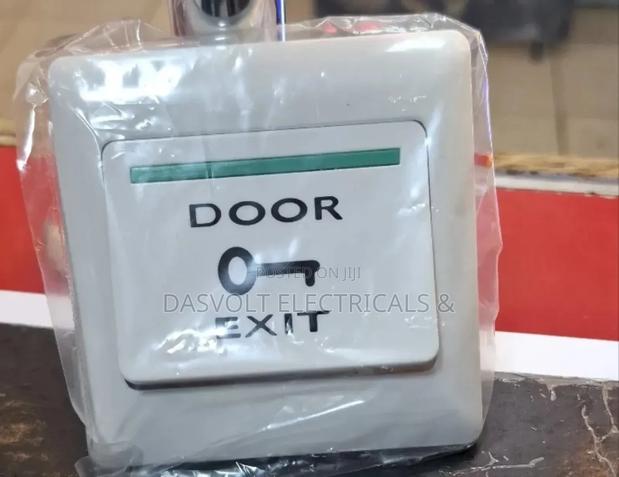 DOOR
POSTED ON JIJI
DASVOLT ELECTRICALS &
EXIT